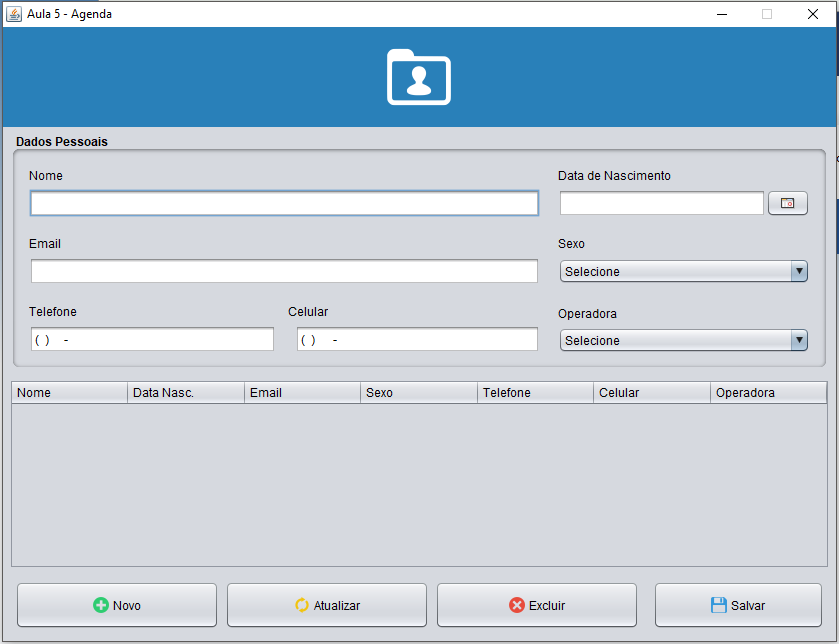 Aula 5 - Agenda
Dados Pessoais
Nome
Data de Nascimento
Email
Sexo
Selecione
Telefone
Celular
Operadora
( ) -
( ) -
Selecione
Nome Data Nasc. Email Sexo Telefone Celular Operadora
Novo Atualizar Excluir Salvar